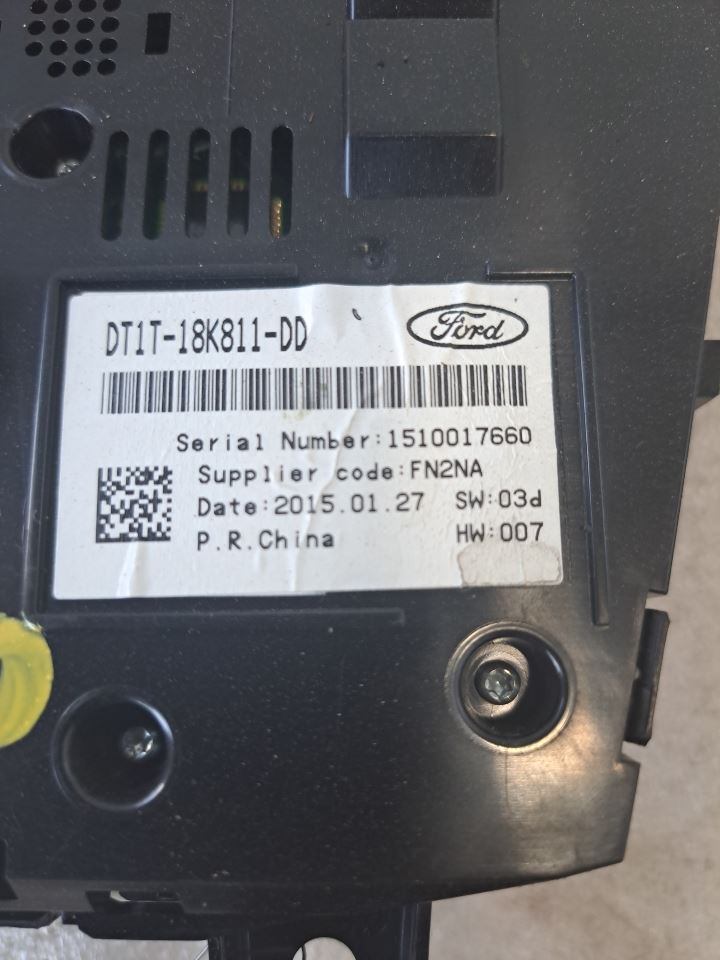 DT1T-18K811-DD
Ford
Serial Number:1510017660
Supplier code:FN2NA
Date:2015.01.27 SW:03d
P.R.China HW:007